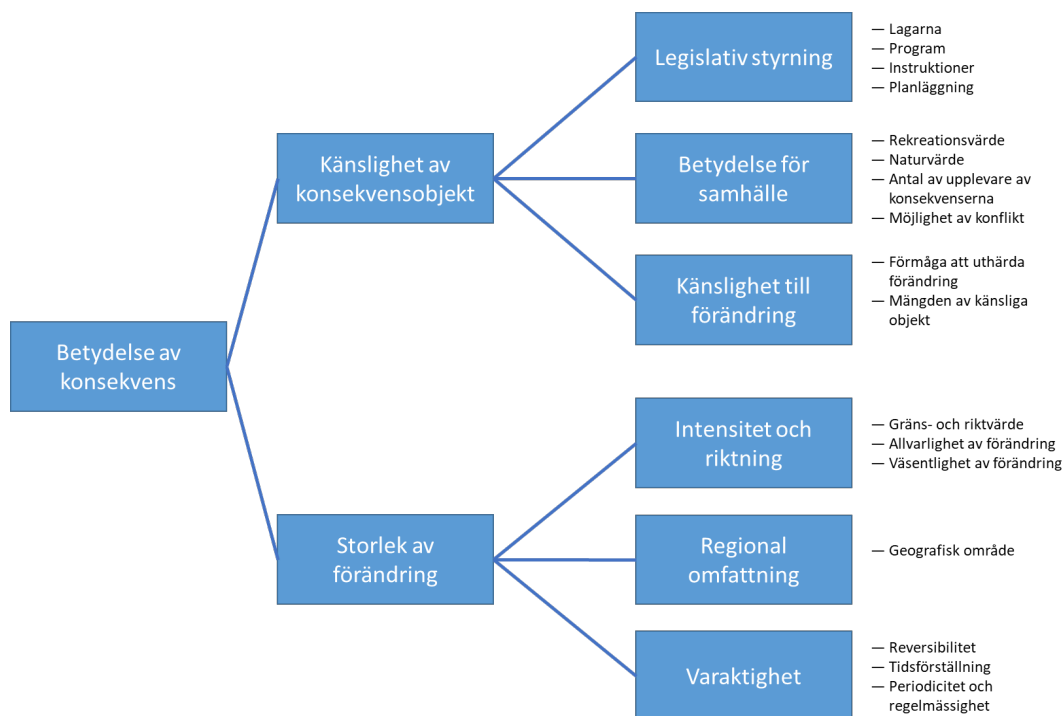 Betydelse av
konsekvens
Känslighet av
konsekvensobjekt
Legislativ styrning
— Lagarna
— Program
— Instruktioner
— Planläggning
Betydelse för
samhälle
— Rekreationsvärde
— Naturvärde
— Antal av upplevare av
konsekvenserna
— Möjlighet av konflikt
Känslighet till
förändring
— Förmåga att uthärda
förändring
— Mängden av känsliga
objekt
Storlek av
förändring
Intensitet och
riktning
— Gräns- och riktvärde
— Allvarlighet av förändring
— Väsentlighet av förändring
Regional
omfattning
— Geografisk område
Varaktighet
— Reversibilitet
— Tidsförställning
— Periodicitet och
regelmässighet